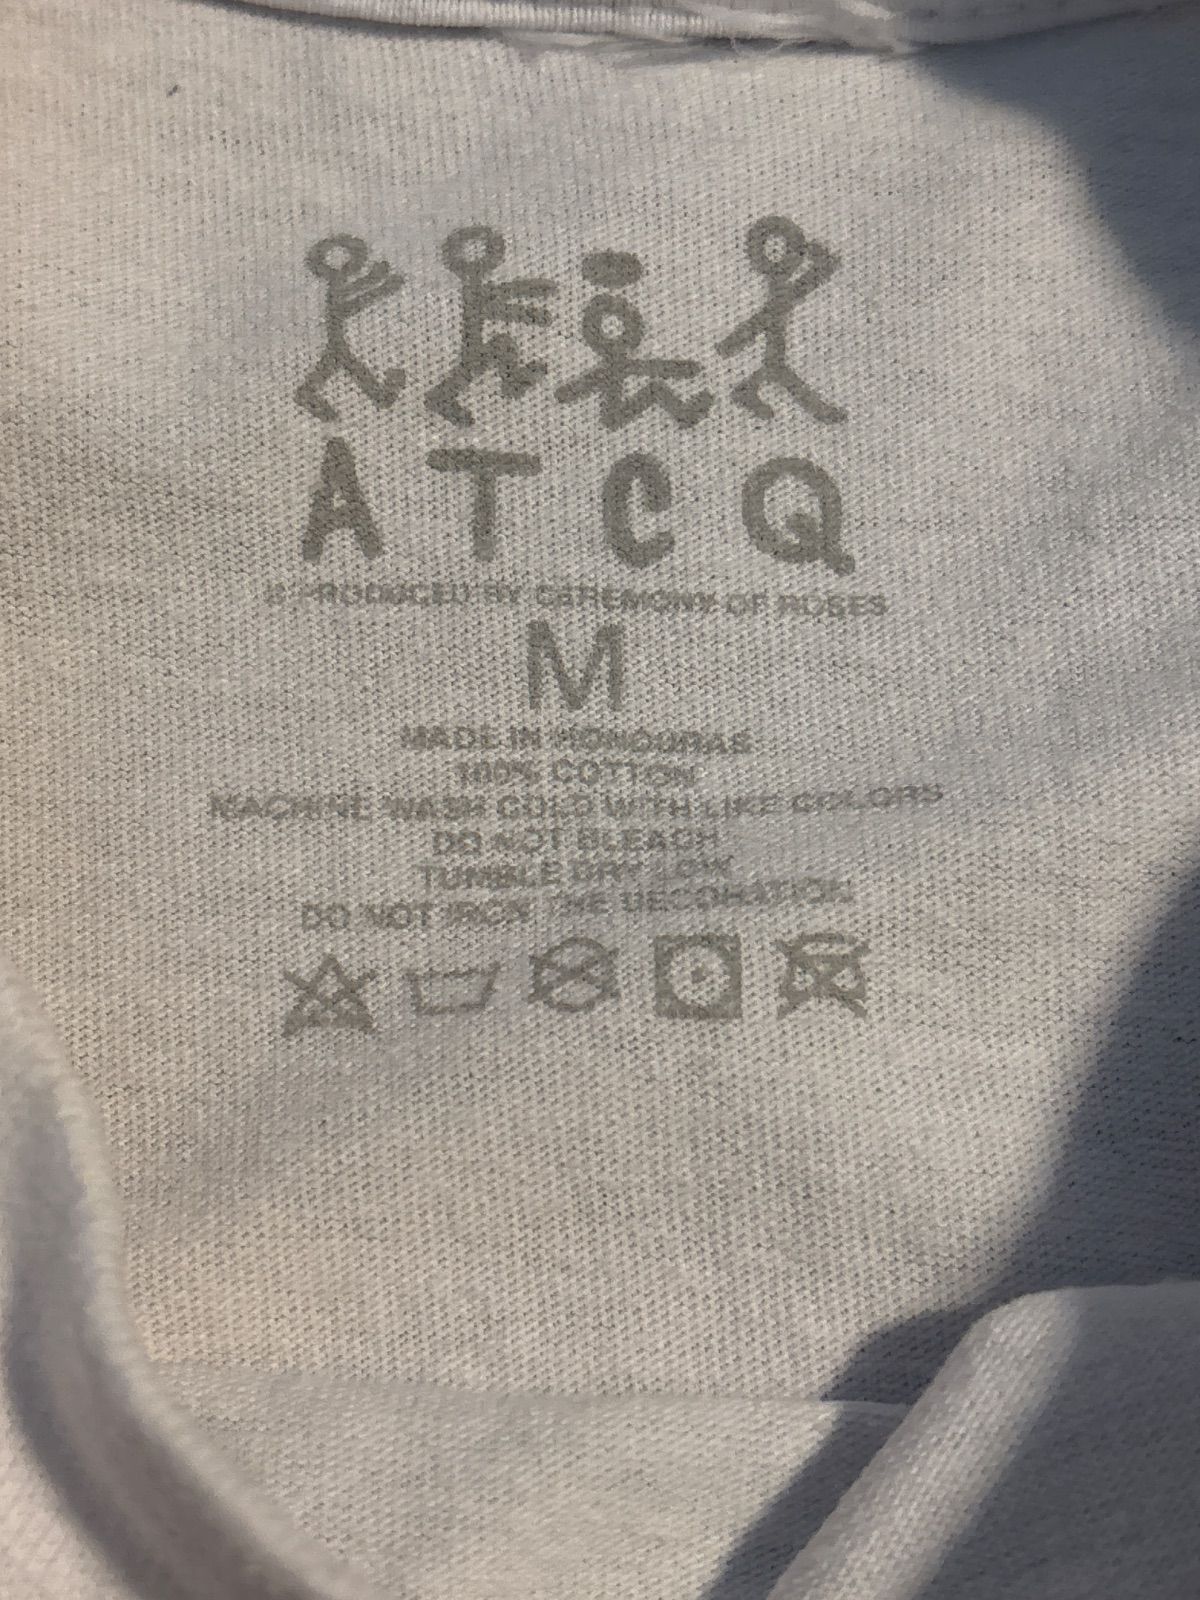 A T C Q
IS PRODUCED BY CEREMONY OF ROSES
M
MADE IN HONDURAS
100% COTTON
MACHINE WASH COLD WITH LIKE COLORS
DO NOT BLEACH
TUMBLE DRY LOW
DO NOT IRON THE DECORATION